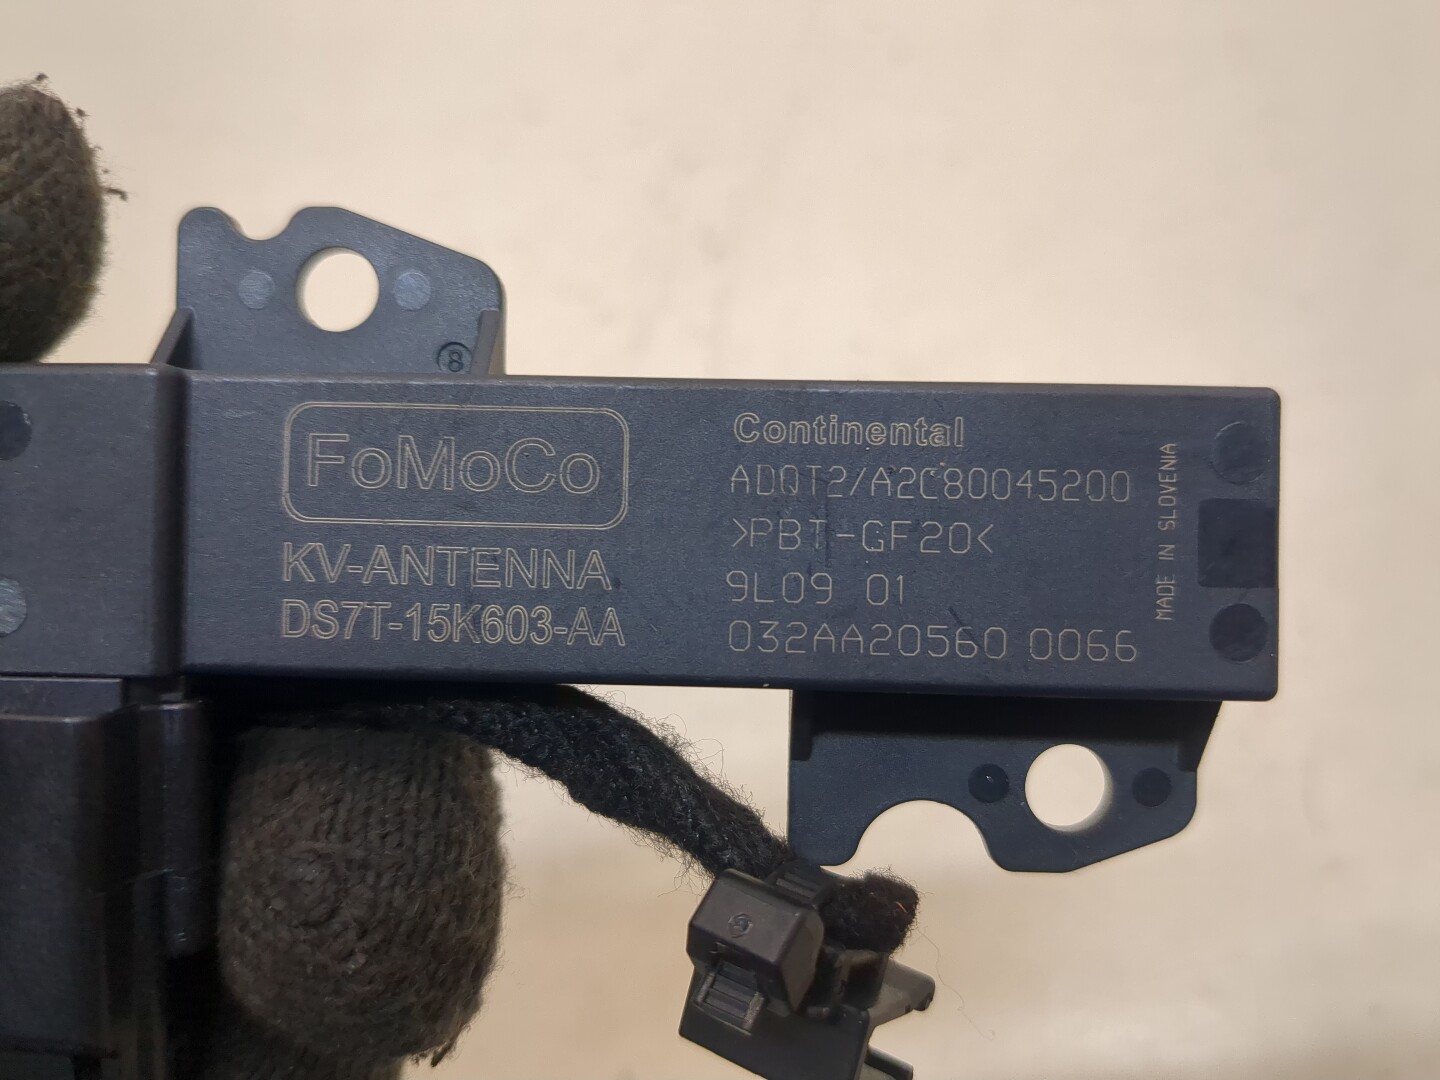 8
FoMoCo
KV-ANTENNA
DS7T-15K603-AA
Continental
ADQT2/A2C80045200
>PBT-GF20<
9L09 01
032AA20560 0066
MADE IN SLOVENIA